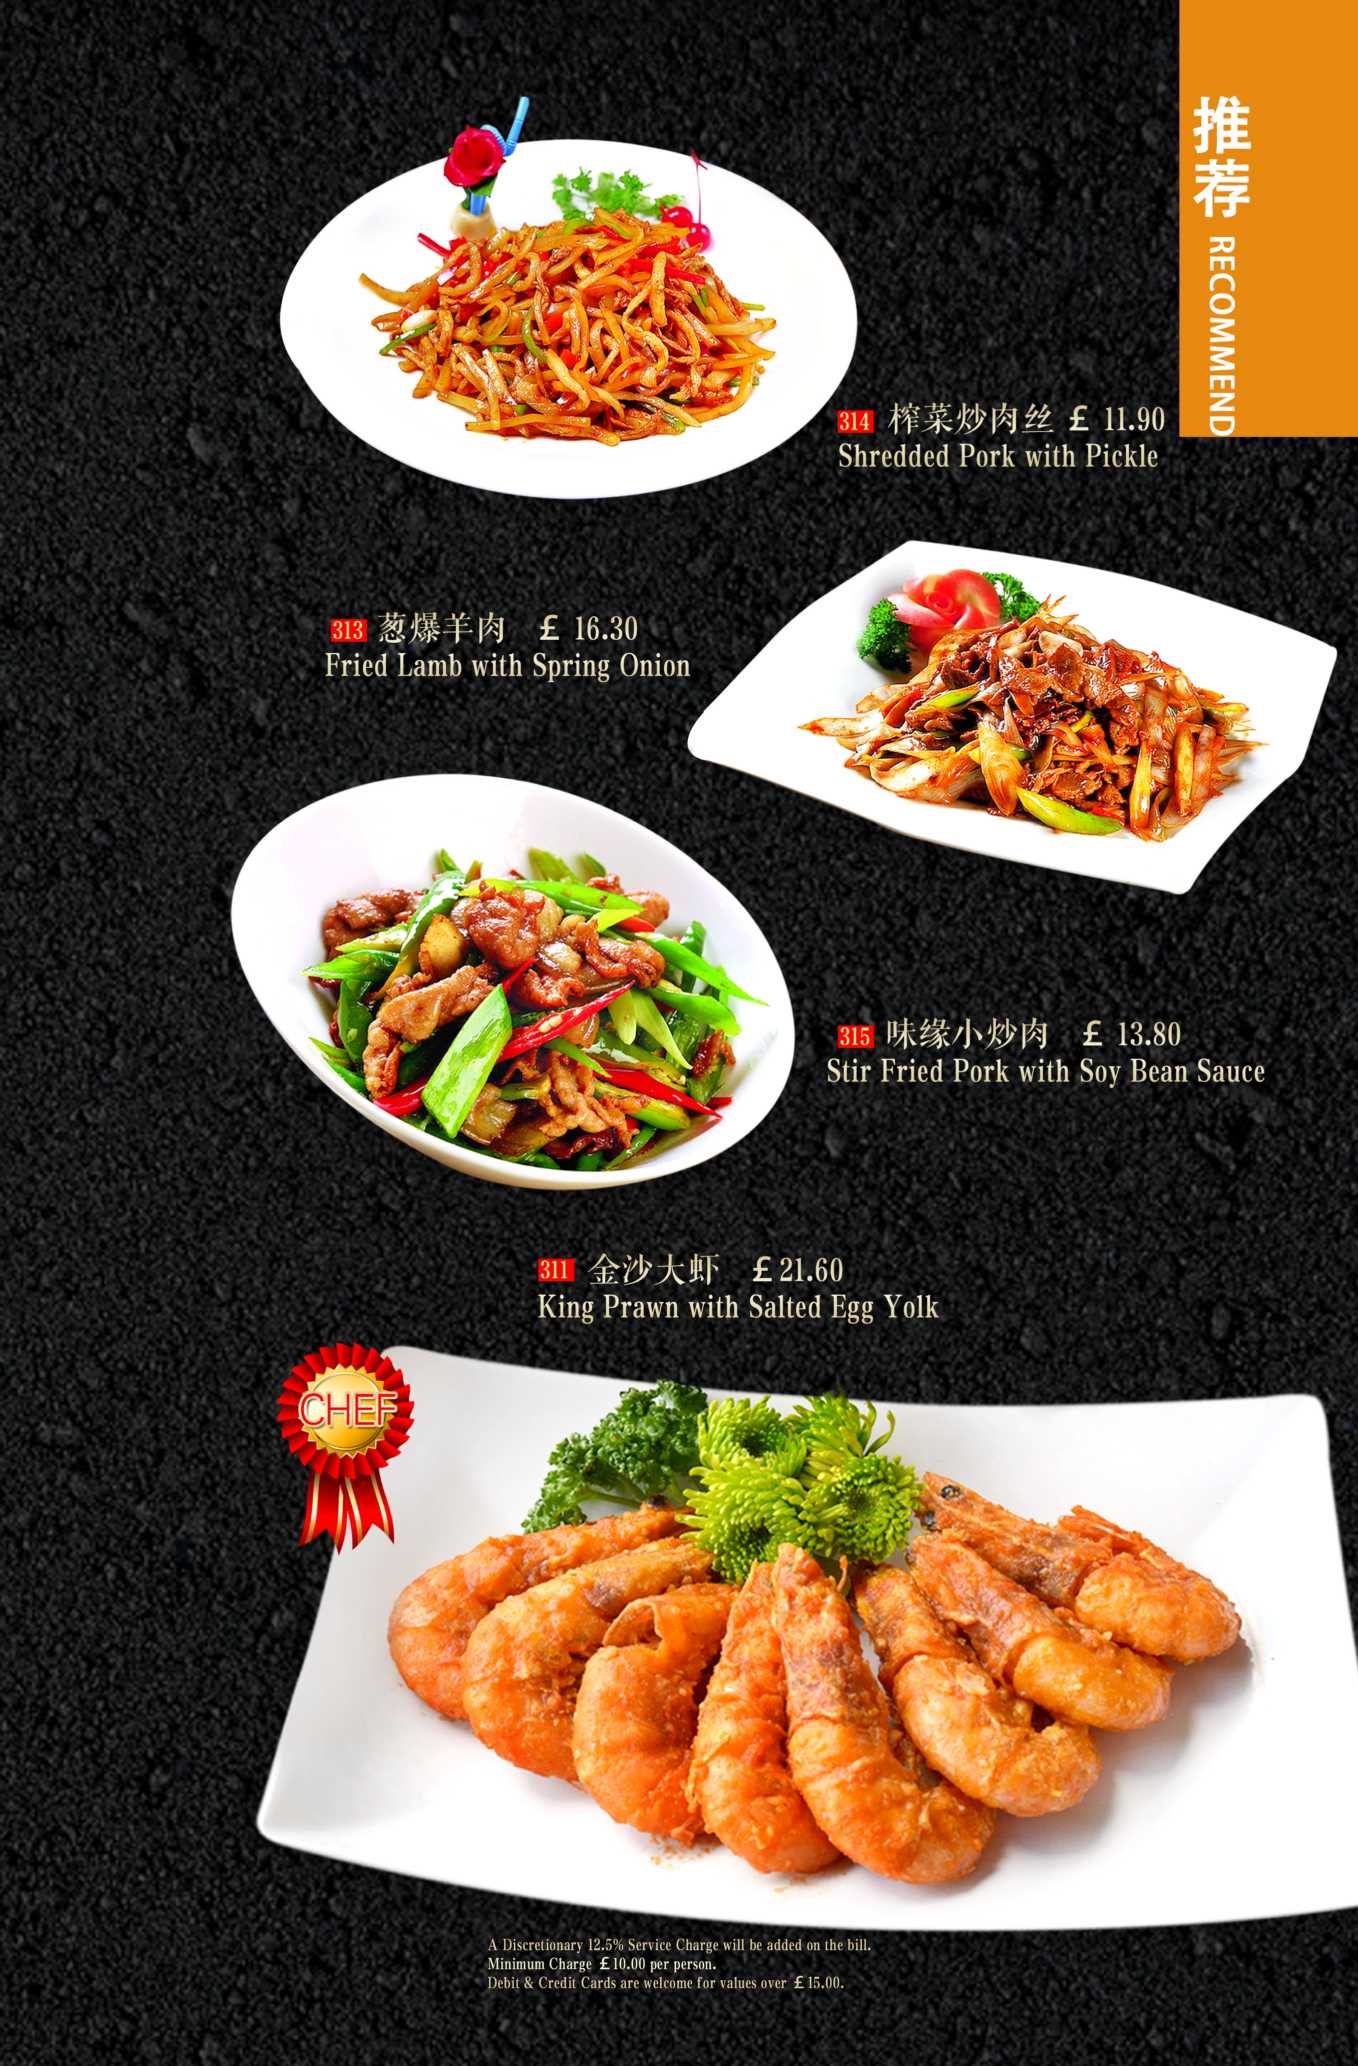 推荐 RECOMMEND
314 榨菜炒肉丝 £ 11.90
Shredded Pork with Pickle
313 葱爆羊肉 £ 16.30
Fried Lamb with Spring Onion
315 味缘小炒肉 £ 13.80
Stir Fried Pork with Soy Bean Sauce
311 金沙大虾 £21.60
King Prawn with Salted Egg Yolk
CHEF
A Discretionary 12.5% Service Charge will be added on the bill.
Minimum Charge £10.00 per person.
Debit & Credit Cards are welcome for values over £15.00.